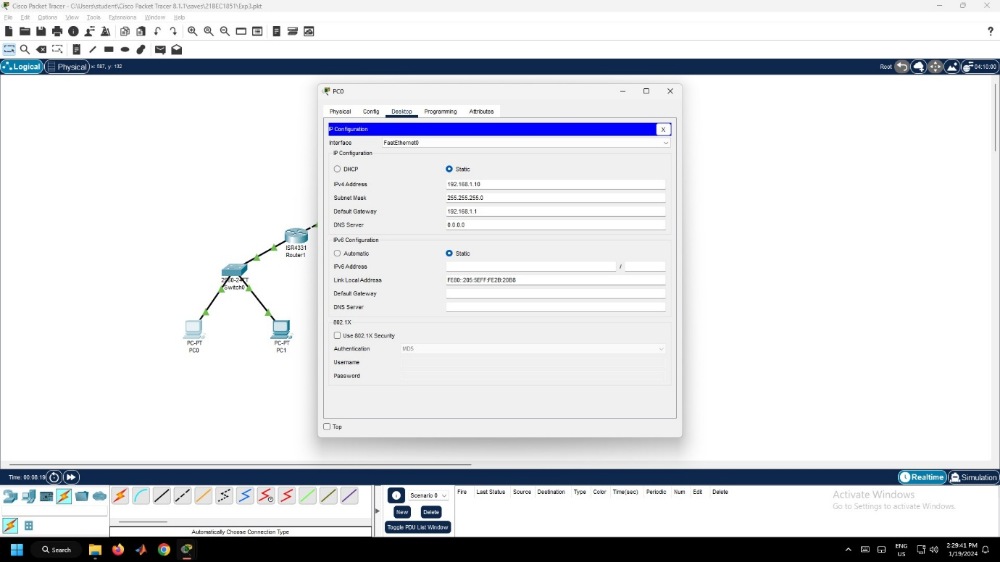 Cisco Packet Tracer - C:\Users\student\Cisco Packet Tracer 8.1.1\saves\21BEC1851\Exp3.pkt
File Edit Options View Tools Extensions Window Help
?
Logical Physical x: 587, y: 132 Root 04:10:00
PC0
Physical Config Desktop Programming Attributes
IP Configuration X
Interface FastEthernet0
IP Configuration
DHCP Static
IPv4 Address 192.168.1.10
Subnet Mask 255.255.255.0
Default Gateway 192.168.1.1
DNS Server 0.0.0.0
IPv6 Configuration
Automatic Static
IPv6 Address /
Link Local Address FE80::205:5EFF:FE2B:20B8
Default Gateway
DNS Server
802.1X
Use 802.1X Security
Authentication MD5
Username
Password
Top
ISR4331
Router1
2960-24TT
Switch0
PC-PT
PC0
PC-PT
PC1
Time: 00:08:19 Realtime Simulation
Scenario 0
New Delete
Toggle PDU List Window
Fire Last Status Source Destination Type Color Time(sec) Periodic Num Edit Delete
Automatically Choose Connection Type
Activate Windows
Go to Settings to activate Windows.
Search
ENG
US
2:29:41 PM
1/19/2024